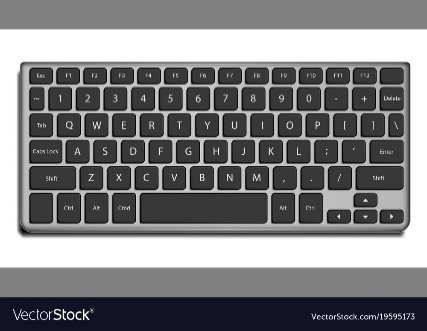 Esc F1 F2 F3 F4 F5 F6 F7 F8 F9 F10 F11 F12
~ 1 2 3 4 5 6 7 8 9 0 - + Delete
Tab Q W E R T Y U I O P [ ] \
Caps Lock A S D F G H J K L ; ' Enter
Shift Z X C V B N M , . / Shift
Ctrl Alt Cmd Alt Ctrl
VectorStock®
VectorStock.com/19595173